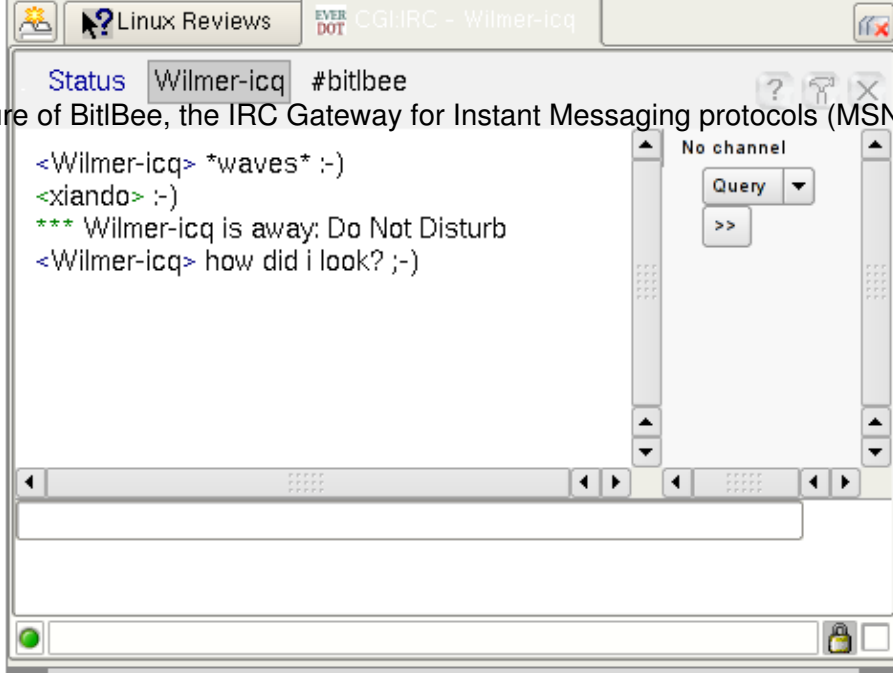 Linux Reviews
EVER DOT CGI:IRC - Wilmer-icq
Status Wilmer-icq #bitlbee
re of BitlBee, the IRC Gateway for Instant Messaging protocols (MSN
<Wilmer-icq> *waves* :-)
<xiando> :-)
*** Wilmer-icq is away: Do Not Disturb
<Wilmer-icq> how did i look? ;-)
No channel
Query
>>